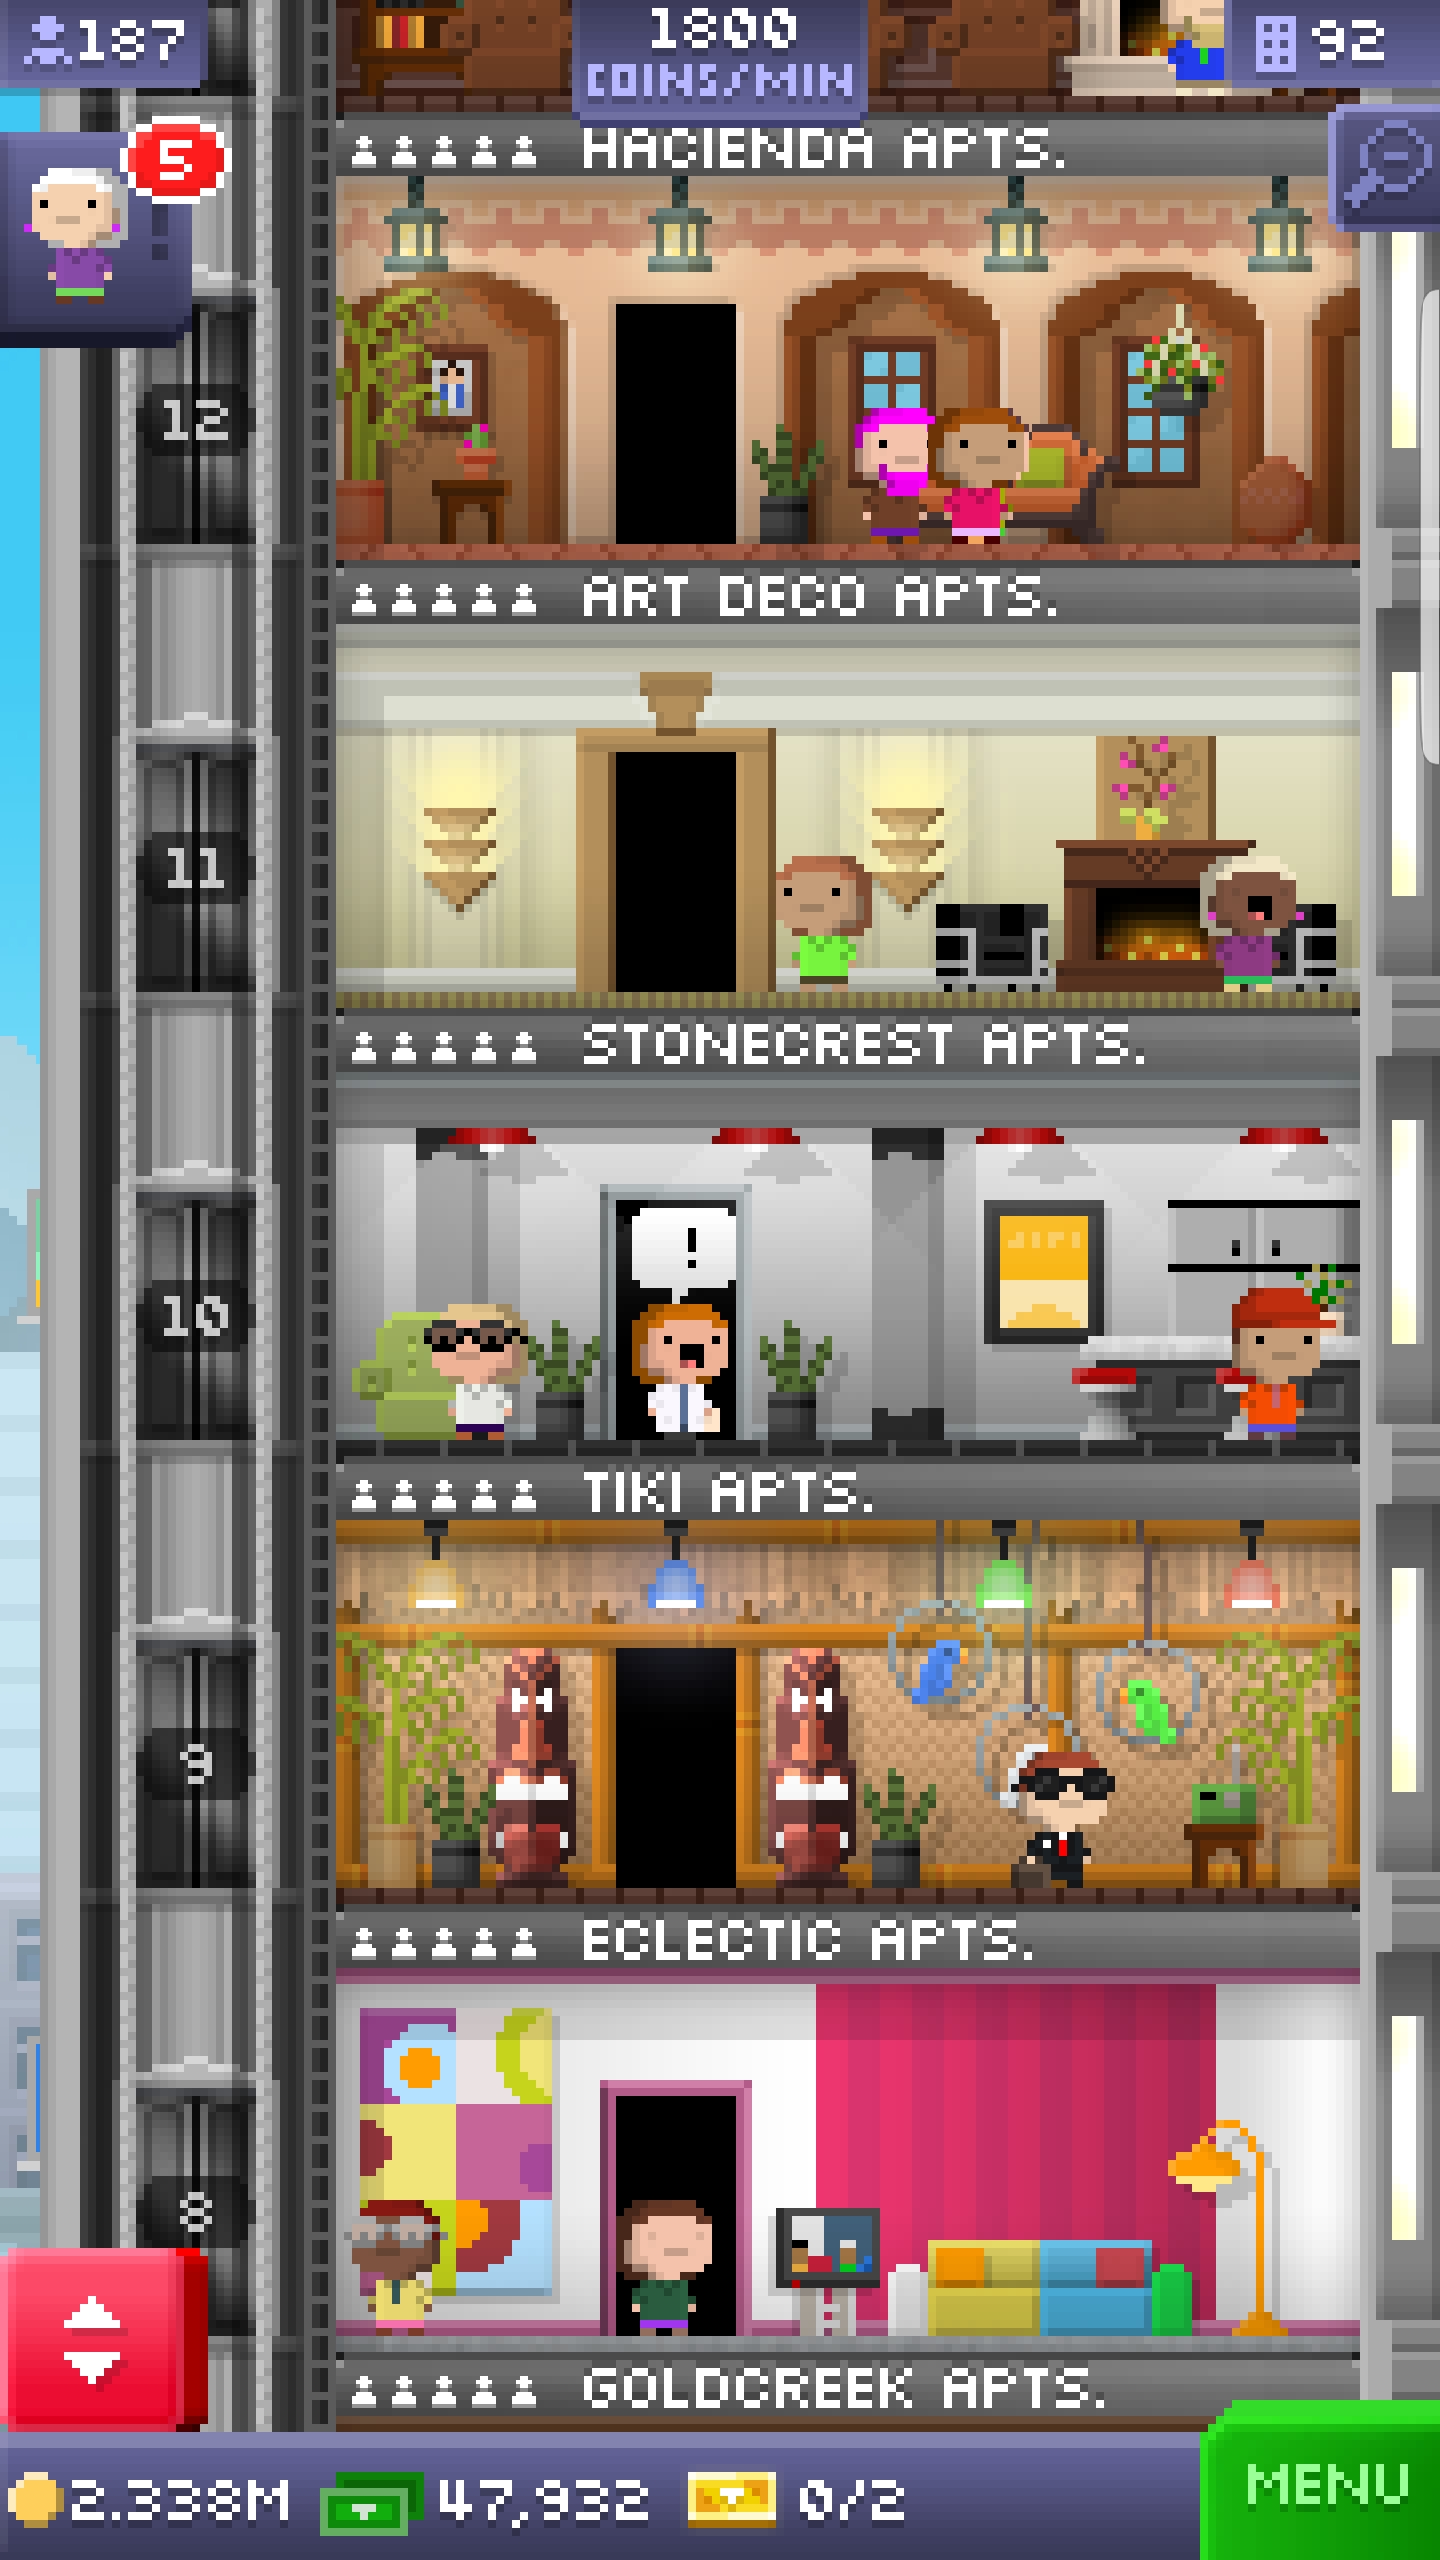 187
1800
COINS/MIN
92
5
HACIENDA APTS.
12
ART DECO APTS.
11
STONECREST APTS.
!
10
TIKI APTS.
9
ECLECTIC APTS.
8
GOLDCREEK APTS.
2.338M
47,932
0/2
MENU